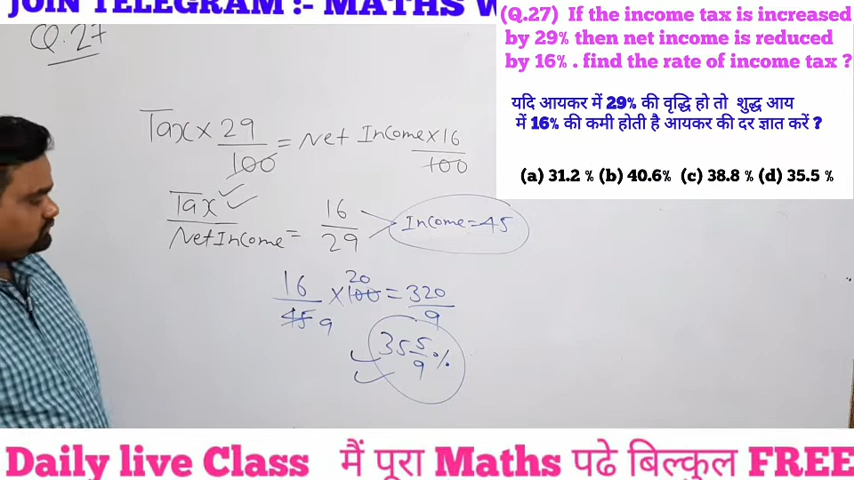 JOIN TELEGRAM :- MATHS W
(Q.27) If the income tax is increased
by 29% then net income is reduced
by 16% . find the rate of income tax ?
यदि आयकर में 29% की वृद्धि हो तो शुद्ध आय
में 16% की कमी होती है आयकर की दर ज्ञात करें ?
(a) 31.2 % (b) 40.6% (c) 38.8 % (d) 35.5 %
Q.27
Tax × 29/100 = Net Income × 16/100
Tax/Net Income = 16/29 Income = 45
16/45 9 × 100 20 = 320/9
35 5/9 %
Daily live Class में पूरा Maths पढे बिल्कुल FREE